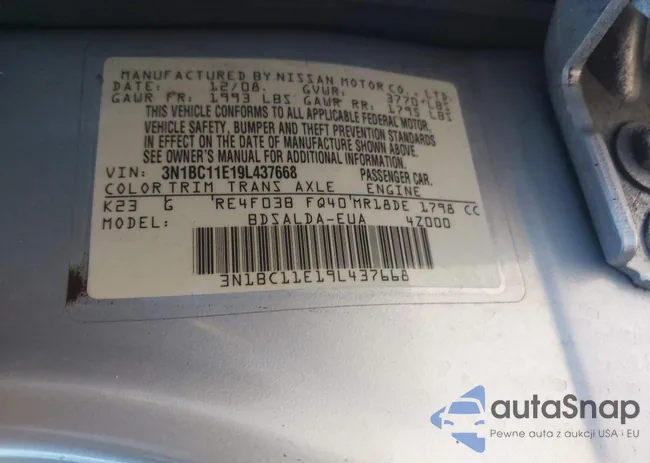 MANUFACTURED BY NISSAN MOTOR CO., LTD.
DATE: 12/08. GVWR: 3770 LBS
GAWR FR: 1993 LBS GAWR RR: 1795 LBS
THIS VEHICLE CONFORMS TO ALL APPLICABLE FEDERAL MOTOR
VEHICLE SAFETY, BUMPER AND THEFT PREVENTION STANDARDS
IN EFFECT ON THE DATE OF MANUFACTURE SHOWN ABOVE.
SEE OWNER'S MANUAL FOR ADDITIONAL INFORMATION.
VIN: 3N1BC11E19L437668 PASSENGER CAR.
COLOR TRIM TRANS AXLE ENGINE
K23 G RE4F03B FQ40 MR18DE 1798 CC
MODEL: BDSALDA-EUA 4Z000
3N1BC11E19L437668
autaSnap
Pewne auta z aukcji USA i EU